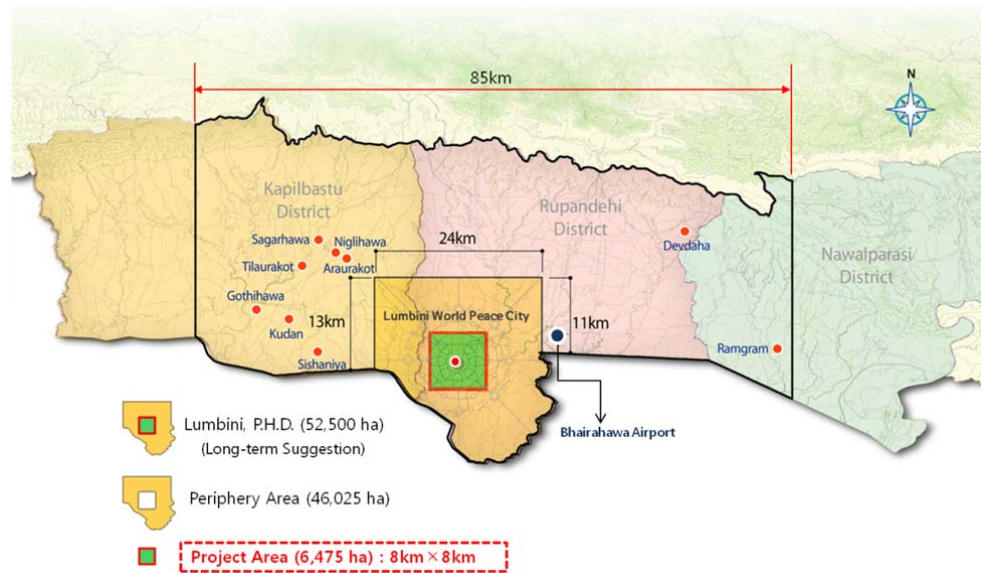 85km
N
Kapilbastu
District
Rupandehi
District
Nawalparasi
District
Sagarhawa
Niglihawa
Tilaurakot
Araurakot
Gothihawa
Kudan
Sishaniya
Devdaha
Ramgram
24km
13km
11km
Lumbini World Peace City
Bhairahawa Airport
Lumbini, P.H.D. (52,500 ha)
(Long-term Suggestion)
Periphery Area (46,025 ha)
Project Area (6,475 ha) : 8km×8km